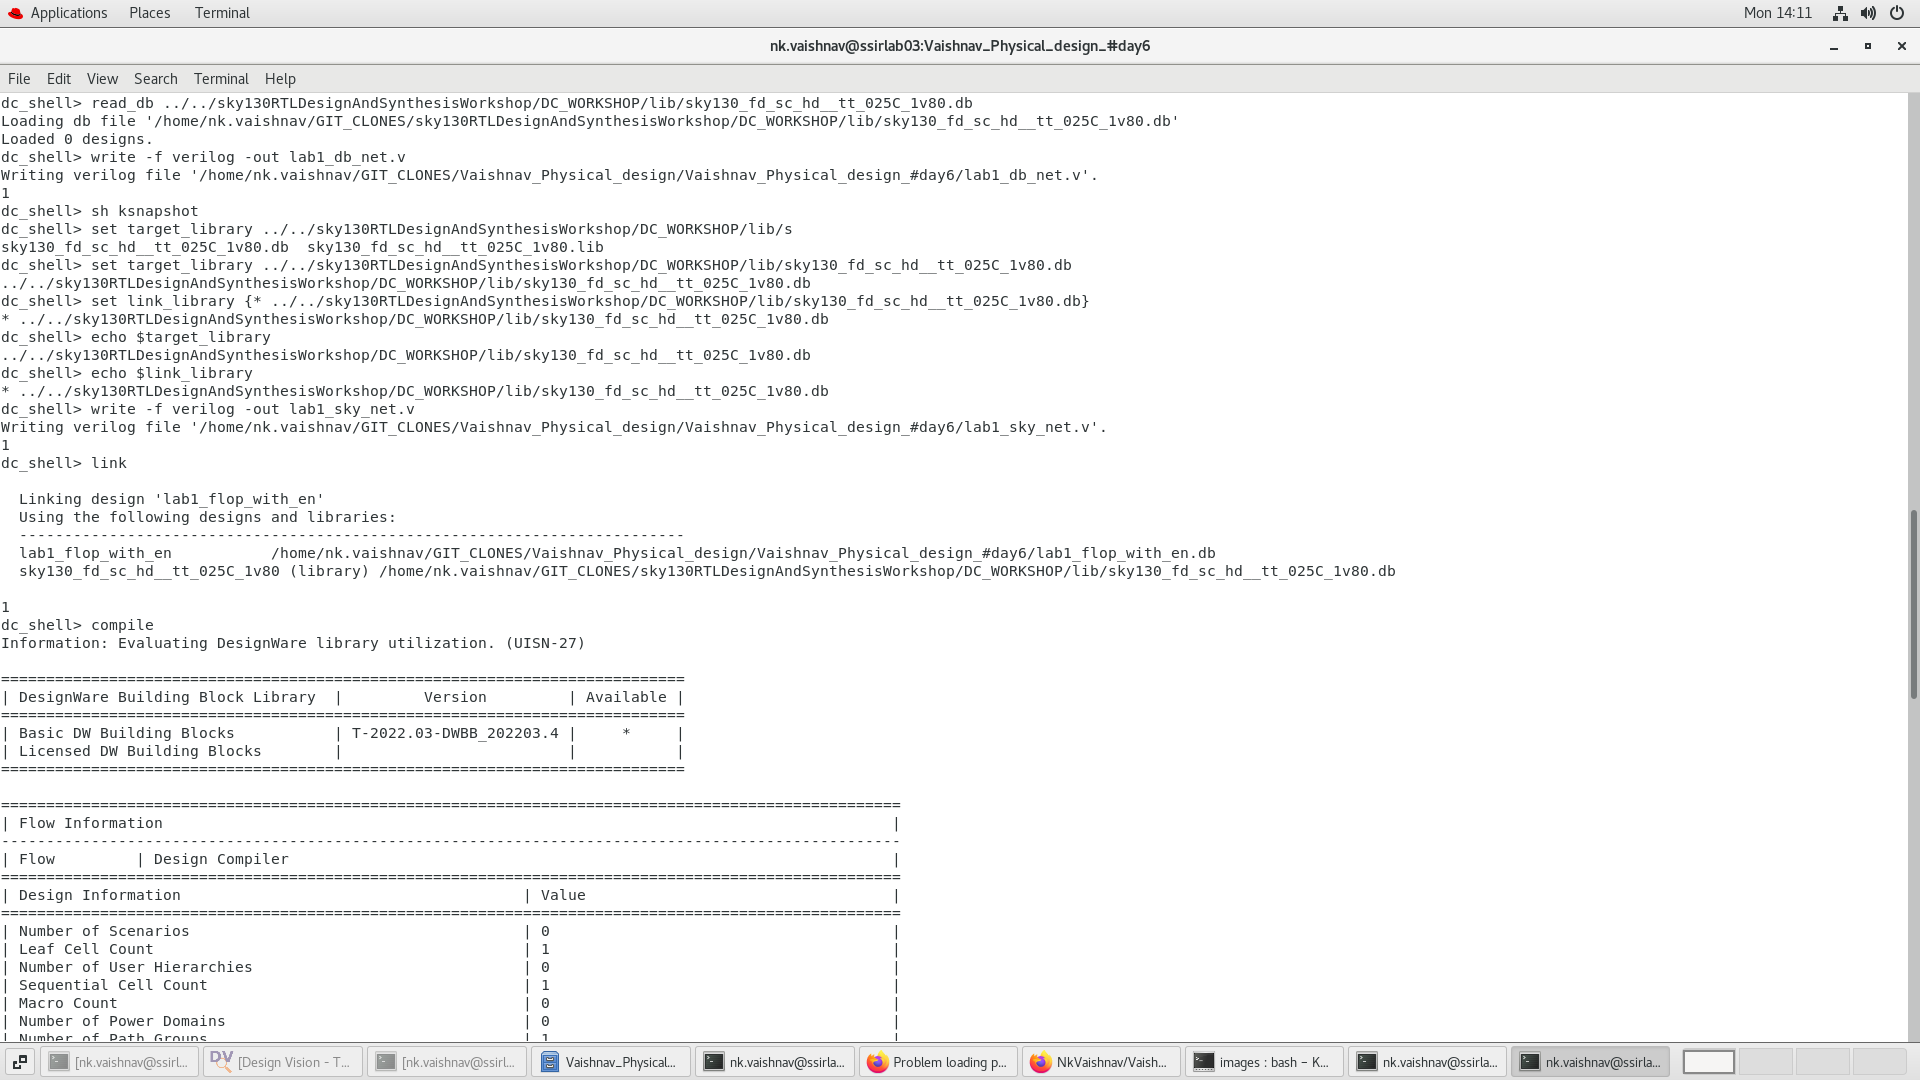 Applications Places Terminal Mon 14:11
nk.vaishnav@ssirlab03:Vaishnav_Physical_design_#day6
File Edit View Search Terminal Help
dc_shell> read_db ../../sky130RTLDesignAndSynthesisWorkshop/DC_WORKSHOP/lib/sky130_fd_sc_hd__tt_025C_1v80.db
Loading db file '/home/nk.vaishnav/GIT_CLONES/sky130RTLDesignAndSynthesisWorkshop/DC_WORKSHOP/lib/sky130_fd_sc_hd__tt_025C_1v80.db'
Loaded 0 designs.
dc_shell> write -f verilog -out lab1_db_net.v
Writing verilog file '/home/nk.vaishnav/GIT_CLONES/Vaishnav_Physical_design/Vaishnav_Physical_design_#day6/lab1_db_net.v'.
1
dc_shell> sh ksnapshot
dc_shell> set target_library ../../sky130RTLDesignAndSynthesisWorkshop/DC_WORKSHOP/lib/s
sky130_fd_sc_hd__tt_025C_1v80.db  sky130_fd_sc_hd__tt_025C_1v80.lib
dc_shell> set target_library ../../sky130RTLDesignAndSynthesisWorkshop/DC_WORKSHOP/lib/sky130_fd_sc_hd__tt_025C_1v80.db
../../sky130RTLDesignAndSynthesisWorkshop/DC_WORKSHOP/lib/sky130_fd_sc_hd__tt_025C_1v80.db
dc_shell> set link_library {* ../../sky130RTLDesignAndSynthesisWorkshop/DC_WORKSHOP/lib/sky130_fd_sc_hd__tt_025C_1v80.db}
* ../../sky130RTLDesignAndSynthesisWorkshop/DC_WORKSHOP/lib/sky130_fd_sc_hd__tt_025C_1v80.db
dc_shell> echo $target_library
../../sky130RTLDesignAndSynthesisWorkshop/DC_WORKSHOP/lib/sky130_fd_sc_hd__tt_025C_1v80.db
dc_shell> echo $link_library
* ../../sky130RTLDesignAndSynthesisWorkshop/DC_WORKSHOP/lib/sky130_fd_sc_hd__tt_025C_1v80.db
dc_shell> write -f verilog -out lab1_sky_net.v
Writing verilog file '/home/nk.vaishnav/GIT_CLONES/Vaishnav_Physical_design/Vaishnav_Physical_design_#day6/lab1_sky_net.v'.
1
dc_shell> link
Linking design 'lab1_flop_with_en'
Using the following designs and libraries:
--------------------------------------------------------------------------
lab1_flop_with_en           /home/nk.vaishnav/GIT_CLONES/Vaishnav_Physical_design/Vaishnav_Physical_design_#day6/lab1_flop_with_en.db
sky130_fd_sc_hd__tt_025C_1v80 (library) /home/nk.vaishnav/GIT_CLONES/sky130RTLDesignAndSynthesisWorkshop/DC_WORKSHOP/lib/sky130_fd_sc_hd__tt_025C_1v80.db
1
dc_shell> compile
Information: Evaluating DesignWare library utilization. (UISN-27)
============================================================================
| DesignWare Building Block Library  |         Version         | Available |
============================================================================
| Basic DW Building Blocks           | T-2022.03-DWBB_202203.4 |     *     |
| Licensed DW Building Blocks        |                         |           |
============================================================================
====================================================================================================
| Flow Information                                                                                 |
----------------------------------------------------------------------------------------------------
| Flow         | Design Compiler                                                                   |
====================================================================================================
| Design Information                                      | Value                                  |
====================================================================================================
| Number of Scenarios                                     | 0                                      |
| Leaf Cell Count                                         | 1                                      |
| Number of User Hierarchies                              | 0                                      |
| Sequential Cell Count                                   | 1                                      |
| Macro Count                                             | 0                                      |
| Number of Power Domains                                 | 0                                      |
| Number of Path Groups                                   | 1                                      |
[nk.vaishnav@ssirl... [Design Vision - T... [nk.vaishnav@ssirl... Vaishnav_Physical... nk.vaishnav@ssirla... Problem loading p... NkVaishnav/Vaish... images : bash – K... nk.vaishnav@ssirla... nk.vaishnav@ssirla...